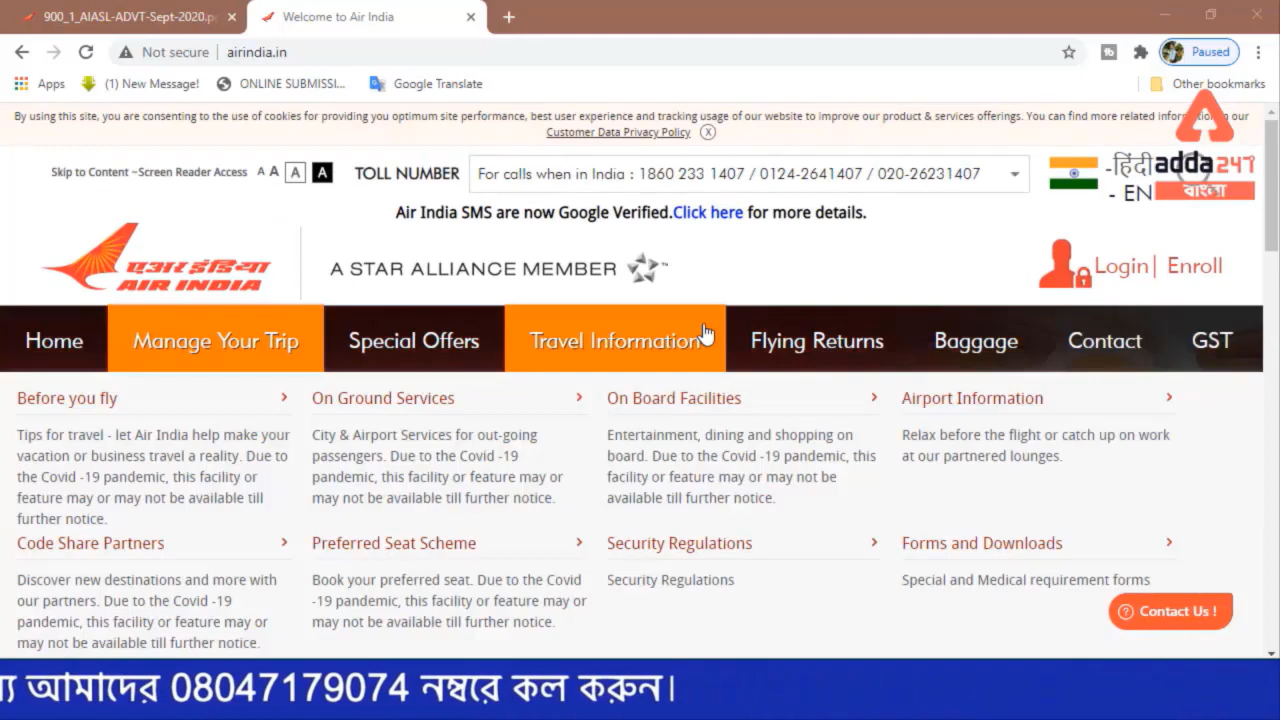 900_1_AIASL-ADVT-Sept-2020.p
Welcome to Air India
Not secure
airindia.in
Paused
Apps
(1) New Message!
ONLINE SUBMISSI...
Google Translate
Other bookmarks
By using this site, you are consenting to the use of cookies for providing you optimum site performance, best user experience and tracking usage of our website to improve our product & services offerings. You can find more related information our
Customer Data Privacy Policy
Skip to Content ~Screen Reader Access A A A A
TOLL NUMBER
For calls when in India : 1860 233 1407 / 0124-2641407 / 020-26231407
-हिंदी
- EN
adda247
বাংলা
Air India SMS are now Google Verified.Click here for more details.
एअर इंडिया
AIR INDIA
A STAR ALLIANCE MEMBER
Login| Enroll
Home
Manage Your Trip
Special Offers
Travel Information
Flying Returns
Baggage
Contact
GST
Before you fly
Tips for travel - let Air India help make your
vacation or business travel a reality. Due to
the Covid -19 pandemic, this facility or
feature may or may not be available till
further notice.
On Ground Services
City & Airport Services for out-going
passengers. Due to the Covid -19
pandemic, this facility or feature may or
may not be available till further notice.
On Board Facilities
Entertainment, dining and shopping on
board. Due to the Covid -19 pandemic, this
facility or feature may or may not be
available till further notice.
Airport Information
Relax before the flight or catch up on work
at our partnered lounges.
Code Share Partners
Discover new destinations and more with
our partners. Due to the Covid -19
pandemic, this facility or feature may or
may not be available till further notice.
Preferred Seat Scheme
Book your preferred seat. Due to the Covid
-19 pandemic, this facility or feature may or
may not be available till further notice.
Security Regulations
Security Regulations
Forms and Downloads
Special and Medical requirement forms
Contact Us !
আমাদের 08047179074 নম্বরে কল করুন।